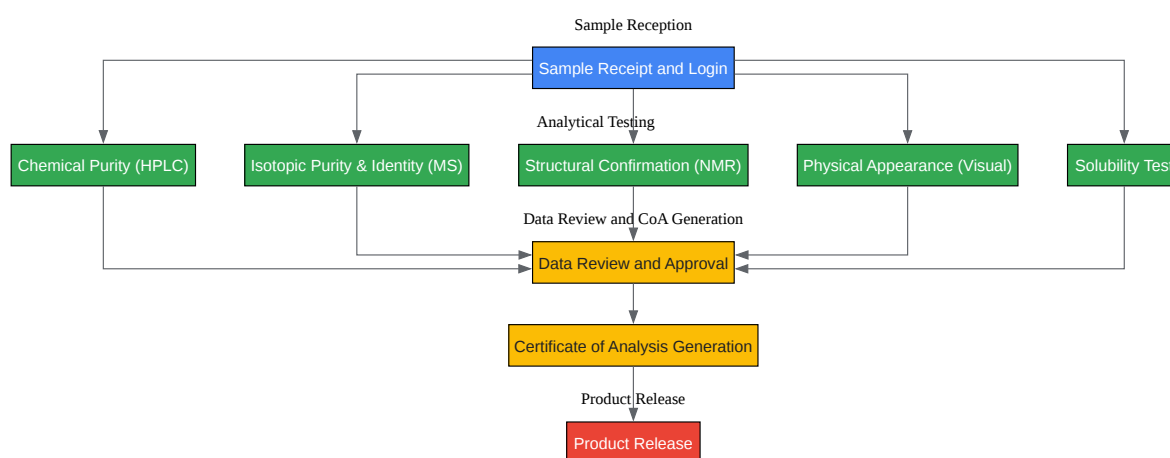 Sample Reception
Sample Receipt and Login
Analytical Testing
Chemical Purity (HPLC)
Isotopic Purity & Identity (MS)
Structural Confirmation (NMR)
Physical Appearance (Visual)
Solubility Test
Data Review and CoA Generation
Data Review and Approval
Certificate of Analysis Generation
Product Release
Product Release